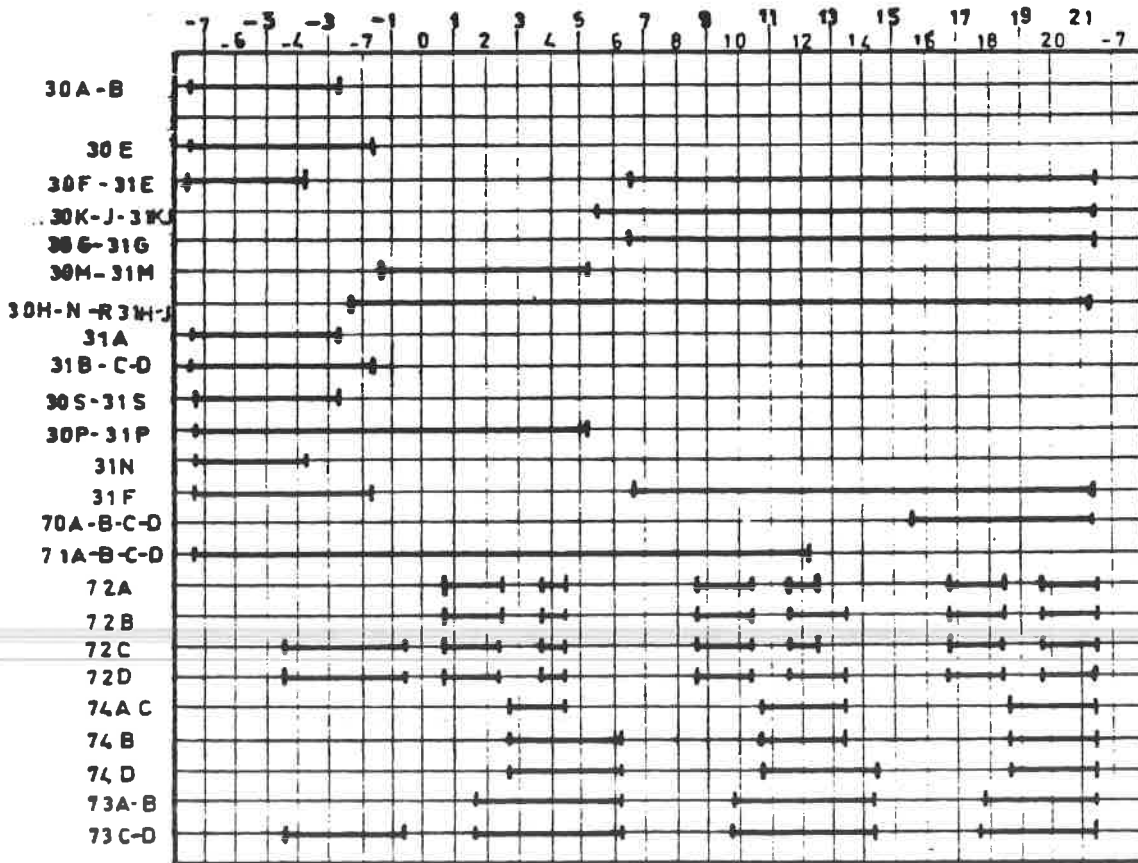 -7 -3 -3 -1 1 3 5 7 9 11 13 15 17 19 21
-6 -4 -7 0 2 4 6 8 10 12 14 16 18 20 -7
30A-B
30E
30F-31E
30K-J-31KJ
30G-31G
30M-31M
30H-N-R31H-J
31A
31B-C-D
30S-31S
30P-31P
31N
31F
70A-B-C-D
71A-B-C-D
72A
72B
72C
72D
74A C
74B
74D
73A-B
73C-D